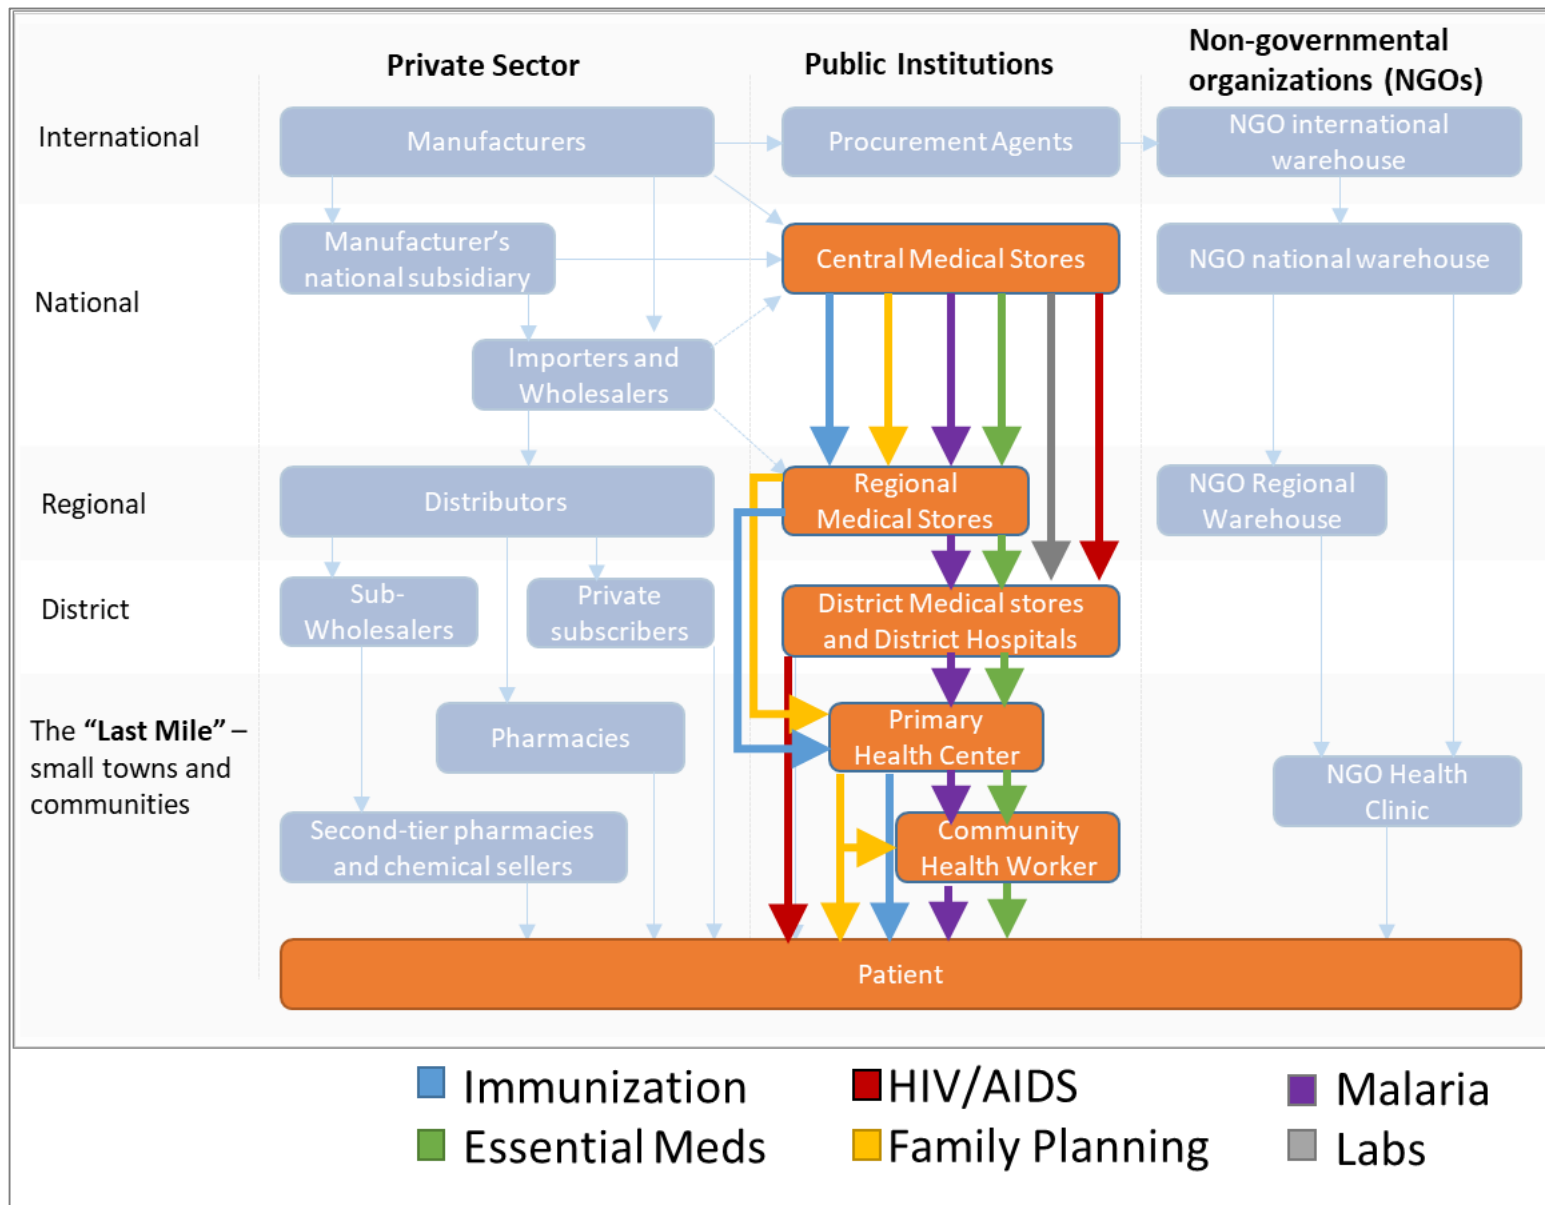 Private Sector
Public Institutions
Non-governmental
organizations (NGOs)
International
Manufacturers
Procurement Agents
NGO international
warehouse
National
Manufacturer’s
national subsidiary
Central Medical Stores
NGO national warehouse
Importers and
Wholesalers
Regional
Distributors
Regional
Medical Stores
NGO Regional
Warehouse
District
Sub-
Wholesalers
Private
subscribers
District Medical stores
and District Hospitals
The “Last Mile” –
small towns and
communities
Pharmacies
Primary
Health Center
NGO Health
Clinic
Second-tier pharmacies
and chemical sellers
Community
Health Worker
Patient
Immunization
HIV/AIDS
Malaria
Essential Meds
Family Planning
Labs